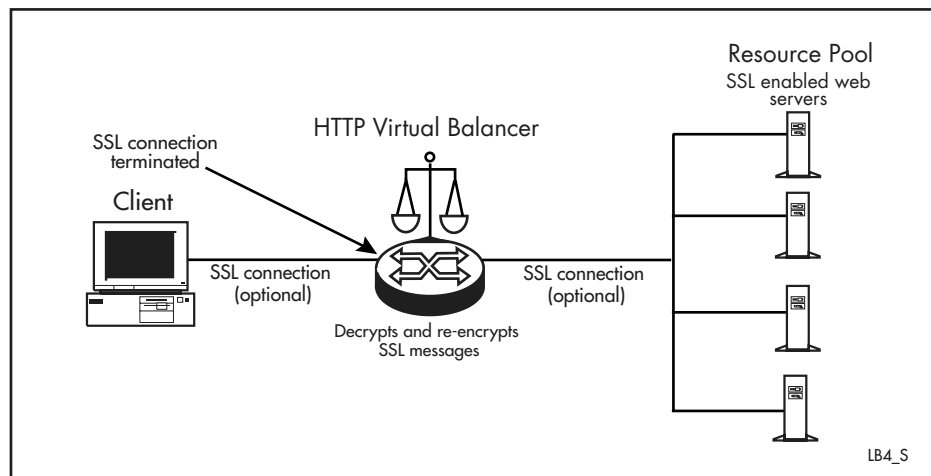 Resource Pool
SSL enabled web
servers
HTTP Virtual Balancer
SSL connection
terminated
Client
SSL connection
(optional)
SSL connection
(optional)
Decrypts and re-encrypts
SSL messages
LB4_S